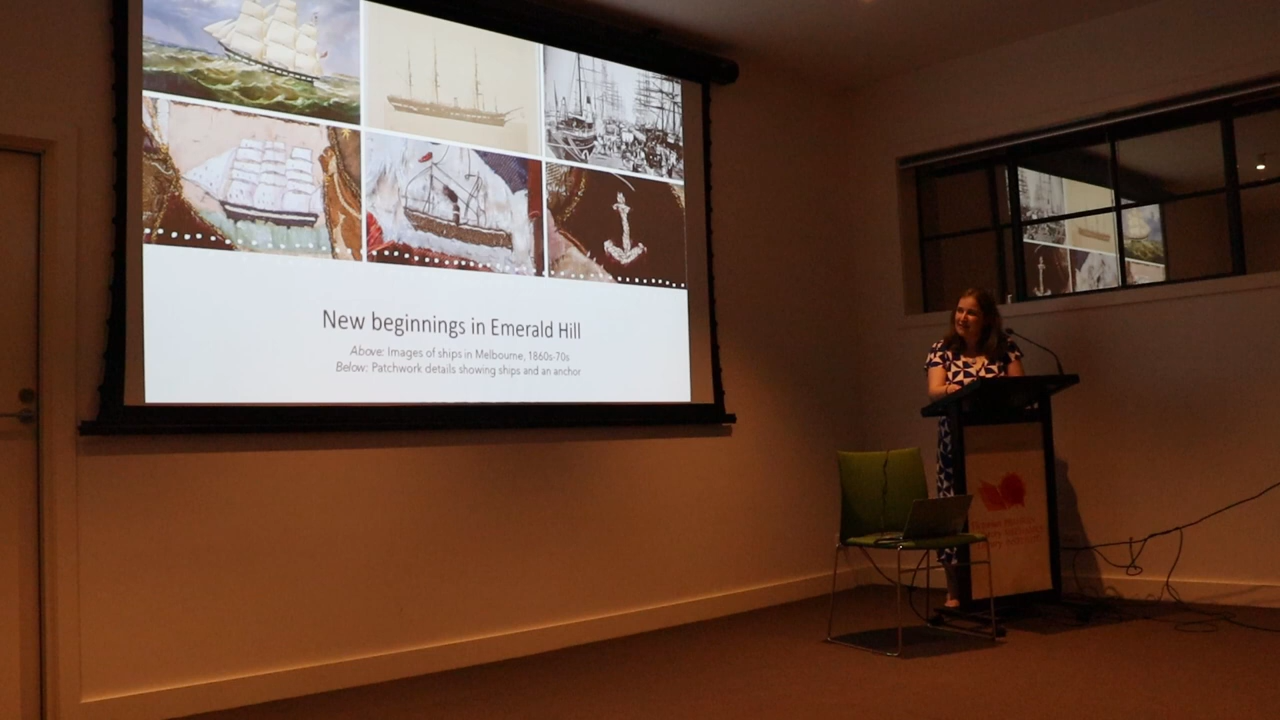 New beginnings in Emerald Hill
Above: Images of ships in Melbourne, 1860s-70s
Below: Patchwork details showing ships and an anchor